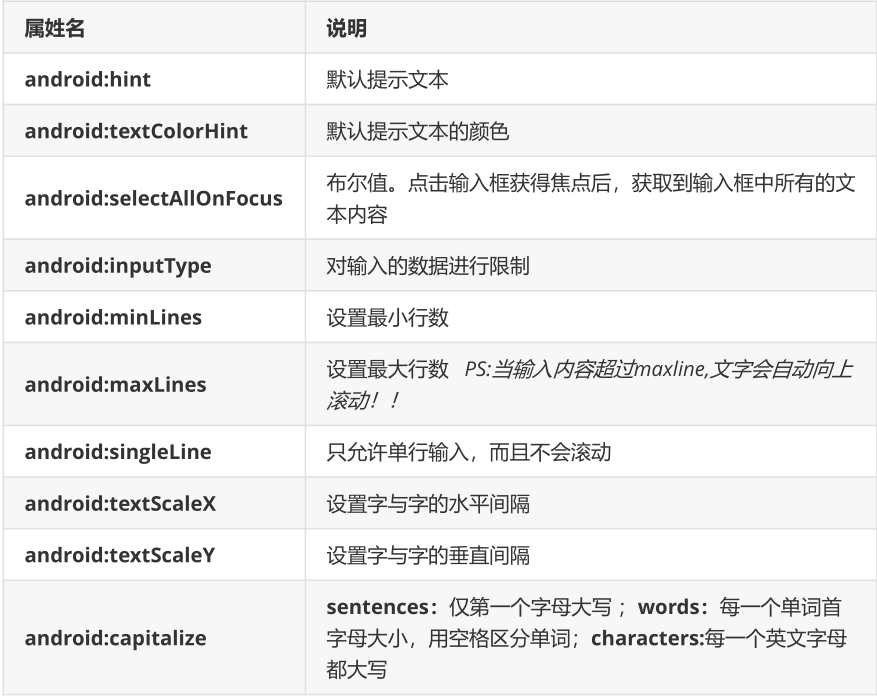 属姓名 说明
android:hint 默认提示文本
android:textColorHint 默认提示文本的颜色
android:selectAllOnFocus 布尔值。点击输入框获得焦点后，获取到输入框中所有的文
本内容
android:inputType 对输入的数据进行限制
android:minLines 设置最小行数
android:maxLines 设置最大行数 PS:当输入内容超过maxline,文字会自动向上
滚动！！
android:singleLine 只允许单行输入，而且不会滚动
android:textScaleX 设置字与字的水平间隔
android:textScaleY 设置字与字的垂直间隔
android:capitalize sentences：仅第一个字母大写 ；words：每一个单词首
字母大小，用空格区分单词；characters:每一个英文字母
都大写